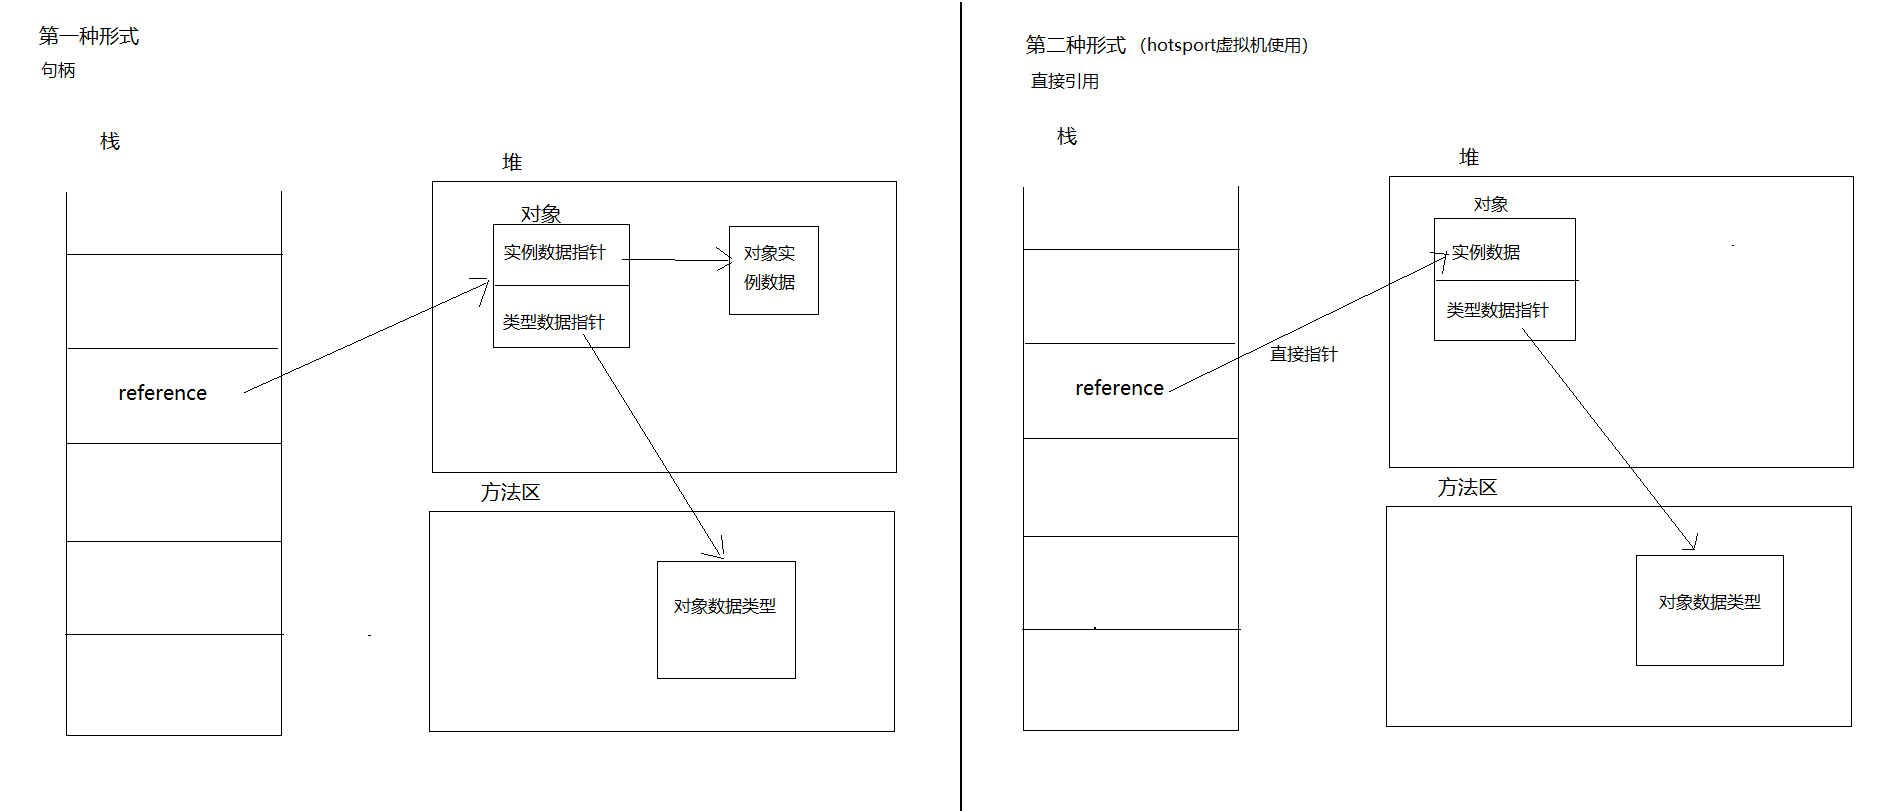 第一种形式
句柄
栈
堆
对象
实例数据指针
类型数据指针
对象实
例数据
reference
方法区
对象数据类型
第二种形式（hotsport虚拟机使用）
直接引用
栈
堆
对象
实例数据
类型数据指针
直接指针
reference
方法区
对象数据类型